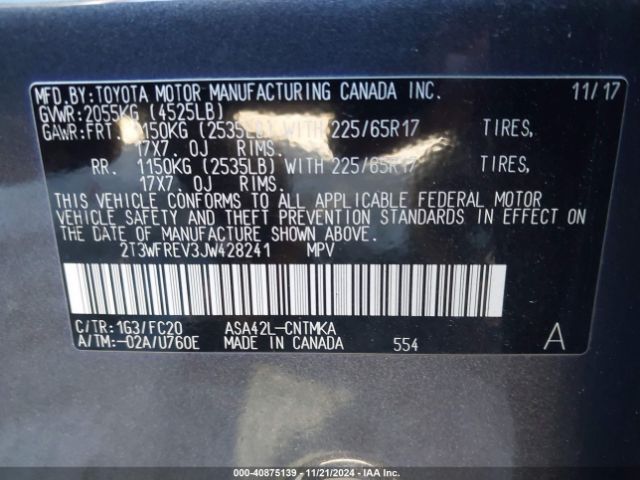 MFD.BY:TOYOTA MOTOR MANUFACTURING CANADA INC. 11/17
GVWR:2055KG (4525LB)
GAWR:FRT. 1150KG (2535LB) WITH 225/65R17 TIRES,
17X7.0J RIMS.
RR. 1150KG (2535LB) WITH 225/65R17 TIRES,
17X7.0J RIMS.
THIS VEHICLE CONFORMS TO ALL APPLICABLE FEDERAL MOTOR
VEHICLE SAFETY AND THEFT PREVENTION STANDARDS IN EFFECT ON
THE DATE OF MANUFACTURE SHOWN ABOVE.
2T3WFREV3JW428241 MPV
C/TR:1G3/FC20 ASA42L-CNTMKA
A/TM:-02A/U760E MADE IN CANADA 554 A
000-40875139 - 11/21/2024 - IAAI.COM